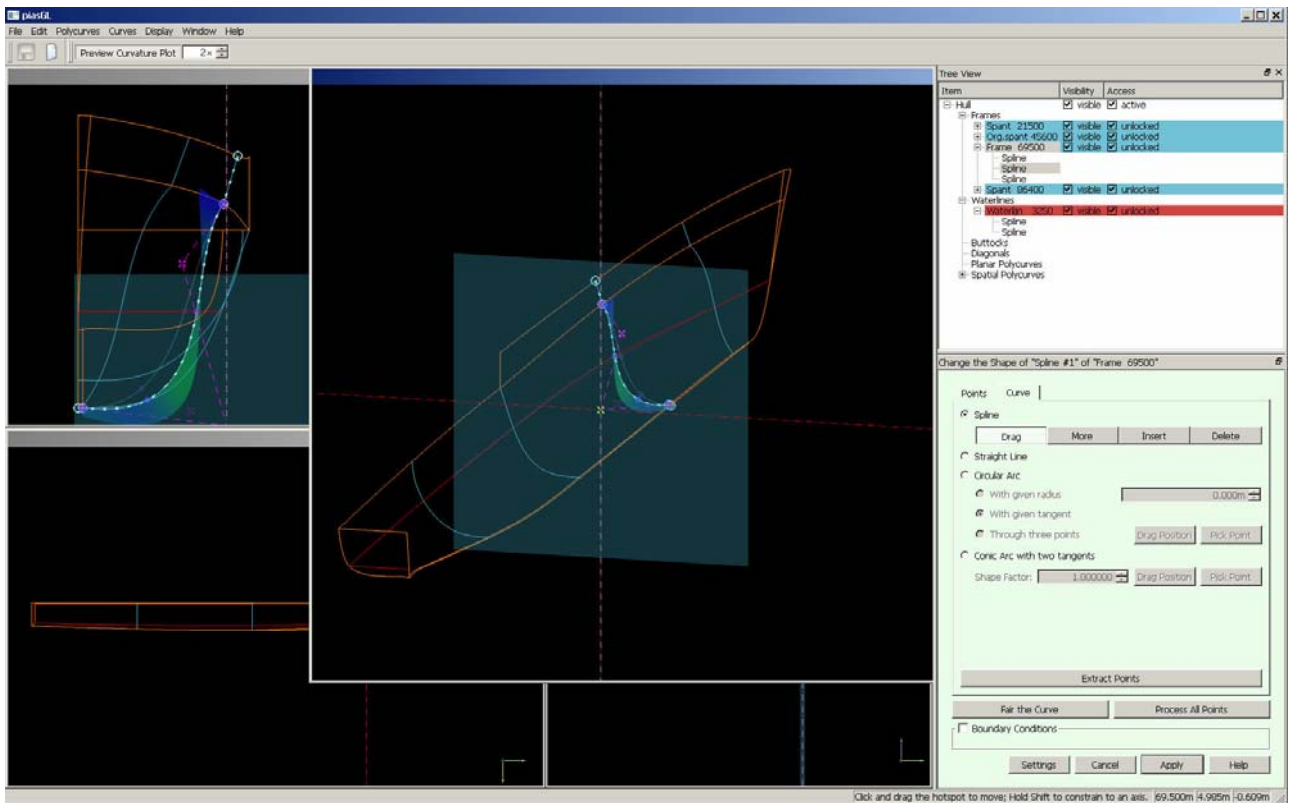 piasGL
File Edit Polycurves Curves Display Window Help
Preview Curvature Plot 2x
Tree View
Item Visibility Access
Hull visible active
Frames
Spant 21500 visible unlocked
Org.spant 45600 visible unlocked
Frame 69500 visible unlocked
Spline
Spline
Spline
Spant 86400 visible unlocked
Waterlines
Waterlijn 3250 visible unlocked
Spline
Spline
Buttocks
Diagonals
Planar Polycurves
Spatial Polycurves
Change the Shape of "Spline #1" of "Frame 69500"
Points Curve
Spline
Drag More Insert Delete
Straight Line
Circular Arc
With given radius 0.000m
With given tangent
Through three points Drag Position Pick Point
Conic Arc with two tangents
Shape Factor: 1.000000 Drag Position Pick Point
Extract Points
Fair the Curve Process All Points
Boundary Conditions
Settings Cancel Apply Help
Click and drag the hotspot to move; Hold Shift to constrain to an axis. 69.500m 4.985m -0.609m